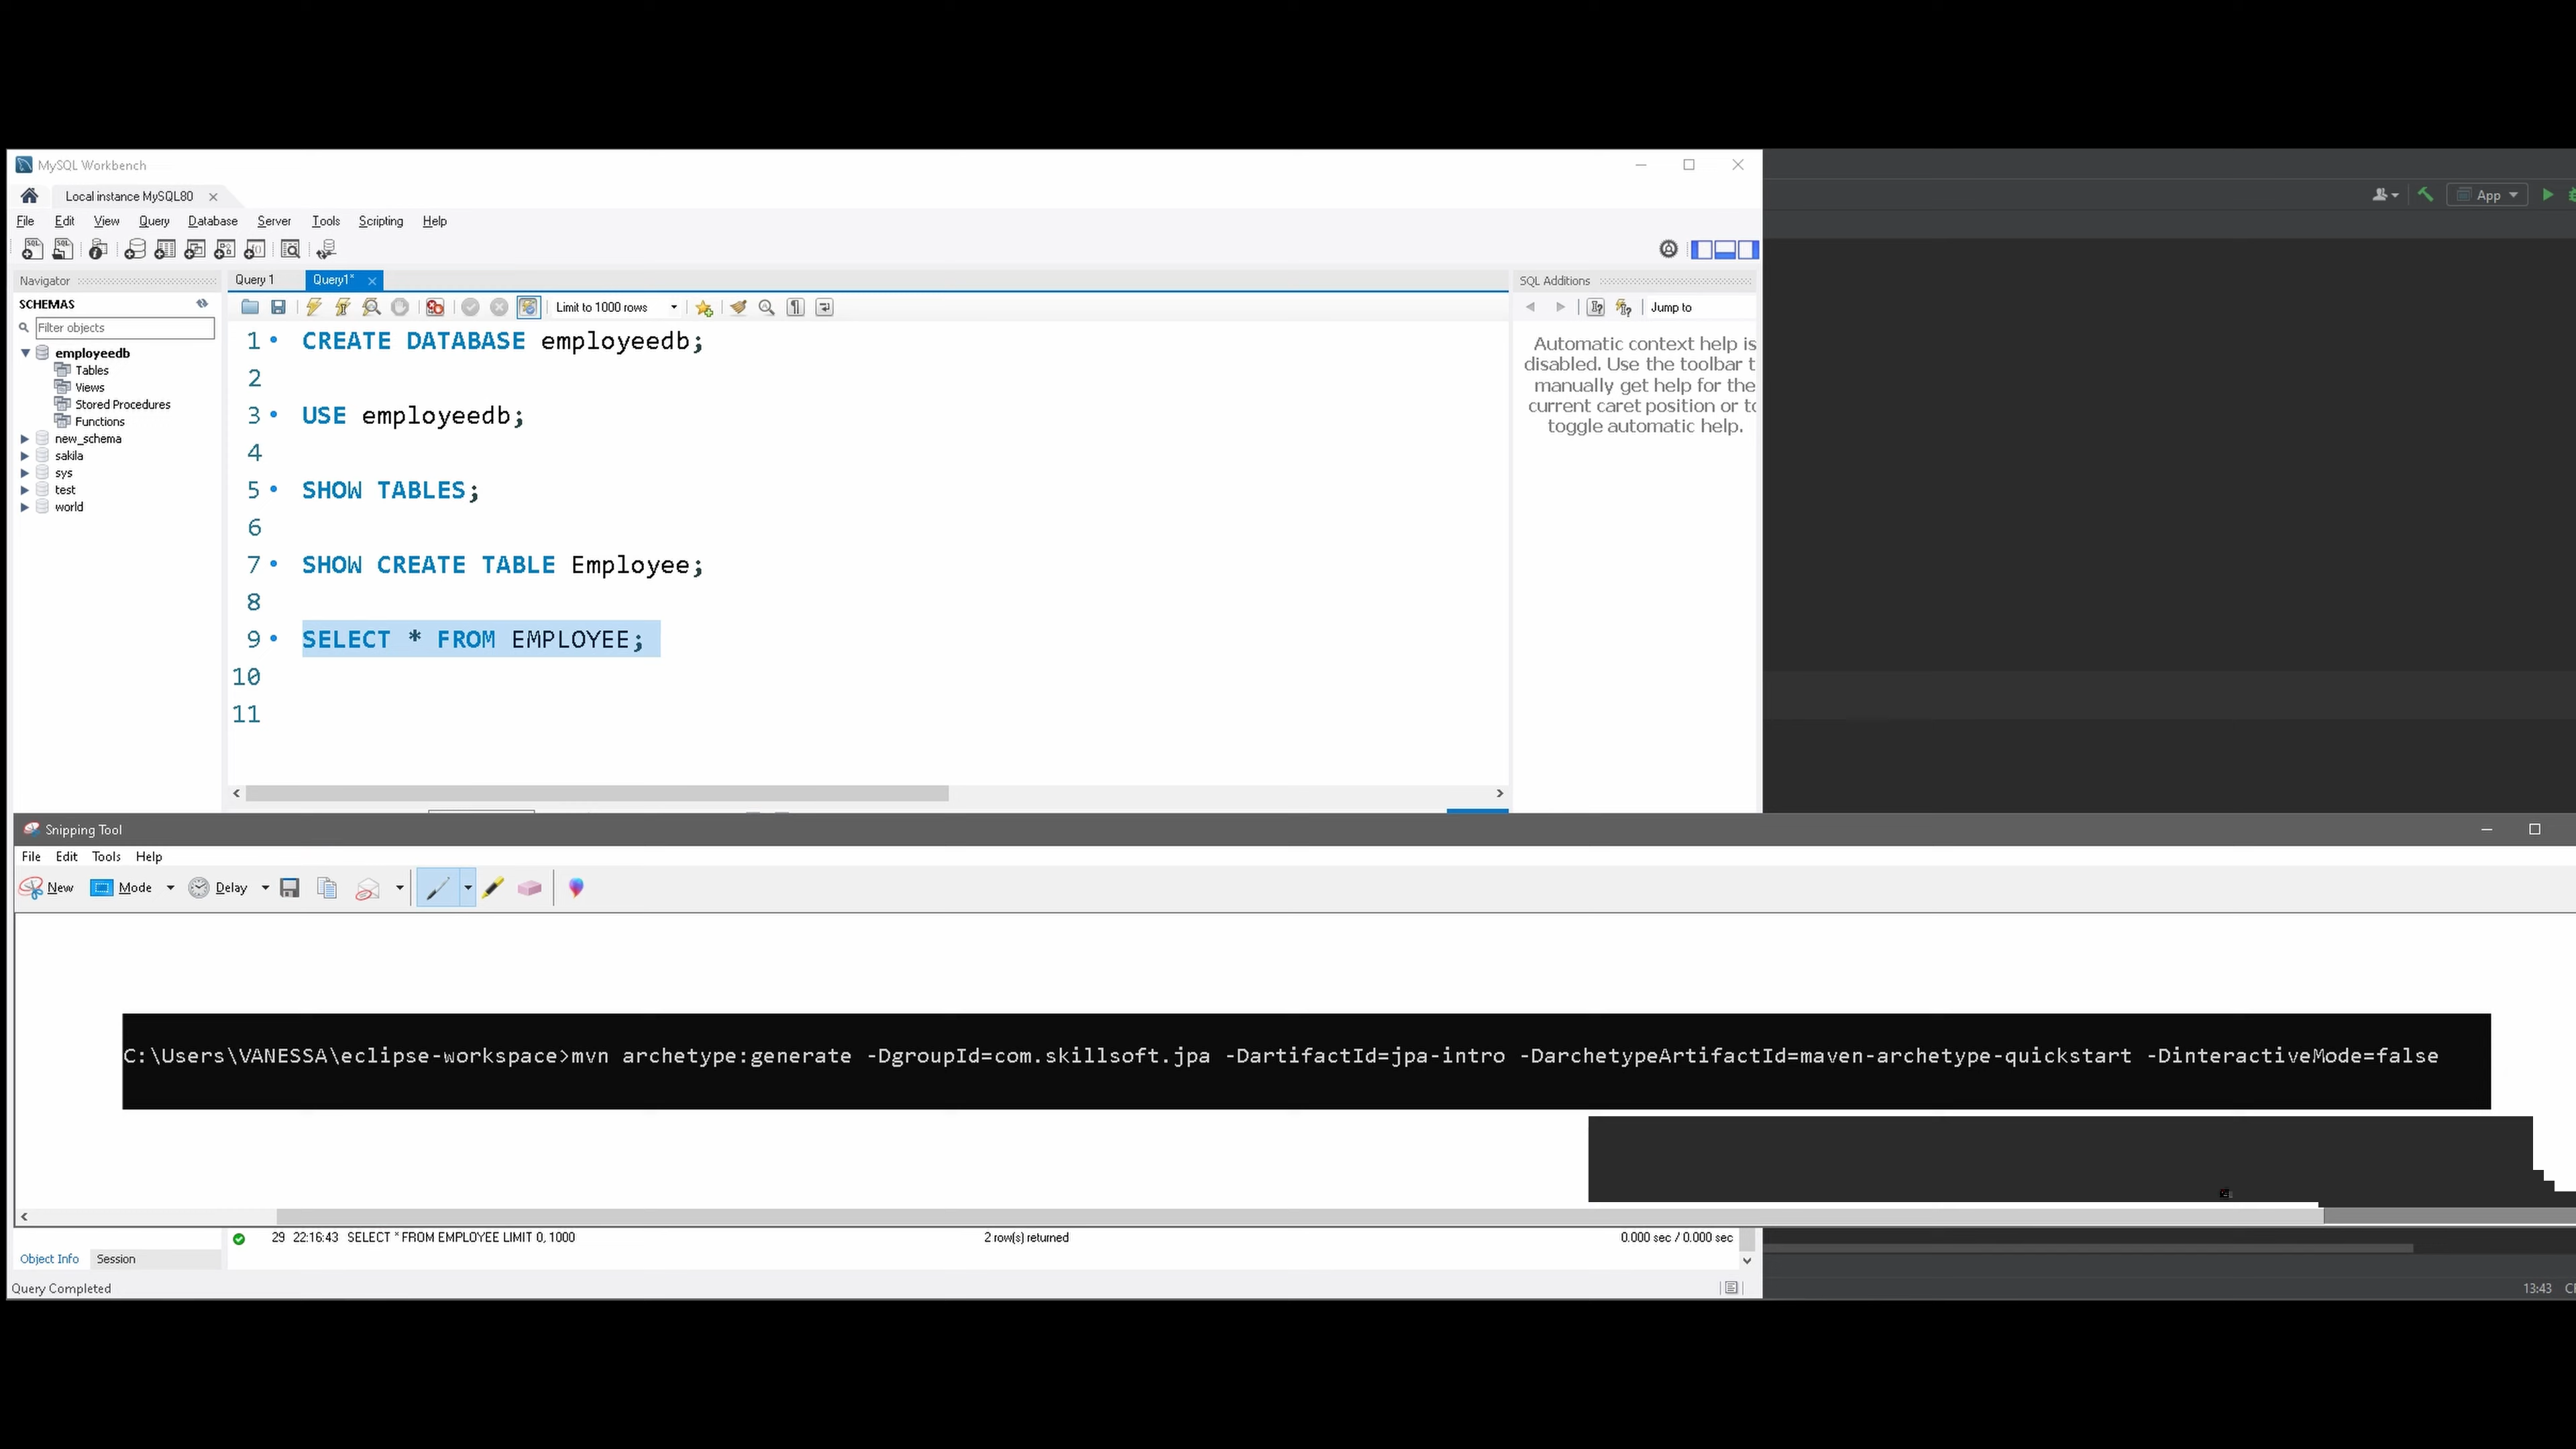 MySQL Workbench
Local instance MySQL80
File Edit View Query Database Server Tools Scripting Help
App
Navigator
Query 1
Query1*
SQL Additions
SCHEMAS
Limit to 1000 rows
Jump to
Filter objects
employeedb
Tables
Views
Stored Procedures
Functions
new_schema
sakila
sys
test
world
1 CREATE DATABASE employeedb;
2
3 USE employeedb;
4
5 SHOW TABLES;
6
7 SHOW CREATE TABLE Employee;
8
9 SELECT * FROM EMPLOYEE;
10
11
Automatic context help is
disabled. Use the toolbar t
manually get help for the
current caret position or to
toggle automatic help.
Snipping Tool
File Edit Tools Help
New Mode Delay
C:\Users\VANESSA\eclipse-workspace>mvn archetype:generate -DgroupId=com.skillsoft.jpa -DartifactId=jpa-intro -DarchetypeArtifactId=maven-archetype-quickstart -DinteractiveMode=false
29 22:16:43 SELECT * FROM EMPLOYEE LIMIT 0, 1000 2 row(s) returned 0.000 sec / 0.000 sec
Object Info Session
Query Completed
13:43